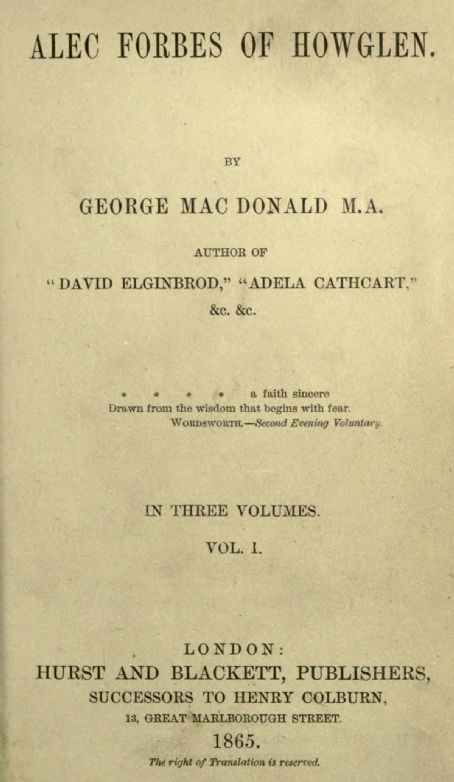 ALEC FORBES OF HOWGLEN.
BY
GEORGE MAC DONALD M.A.
AUTHOR OF
"DAVID ELGINBROD," "ADELA CATHCART,"
&c. &c.
* * * * a faith sincere
Drawn from the wisdom that begins with fear.
WORDSWORTH.—Second Evening Voluntary.
IN THREE VOLUMES.
VOL. I.
LONDON:
HURST AND BLACKETT, PUBLISHERS,
SUCCESSORS TO HENRY COLBURN,
13, GREAT MARLBOROUGH STREET.
1865.
The right of Translation is reserved.